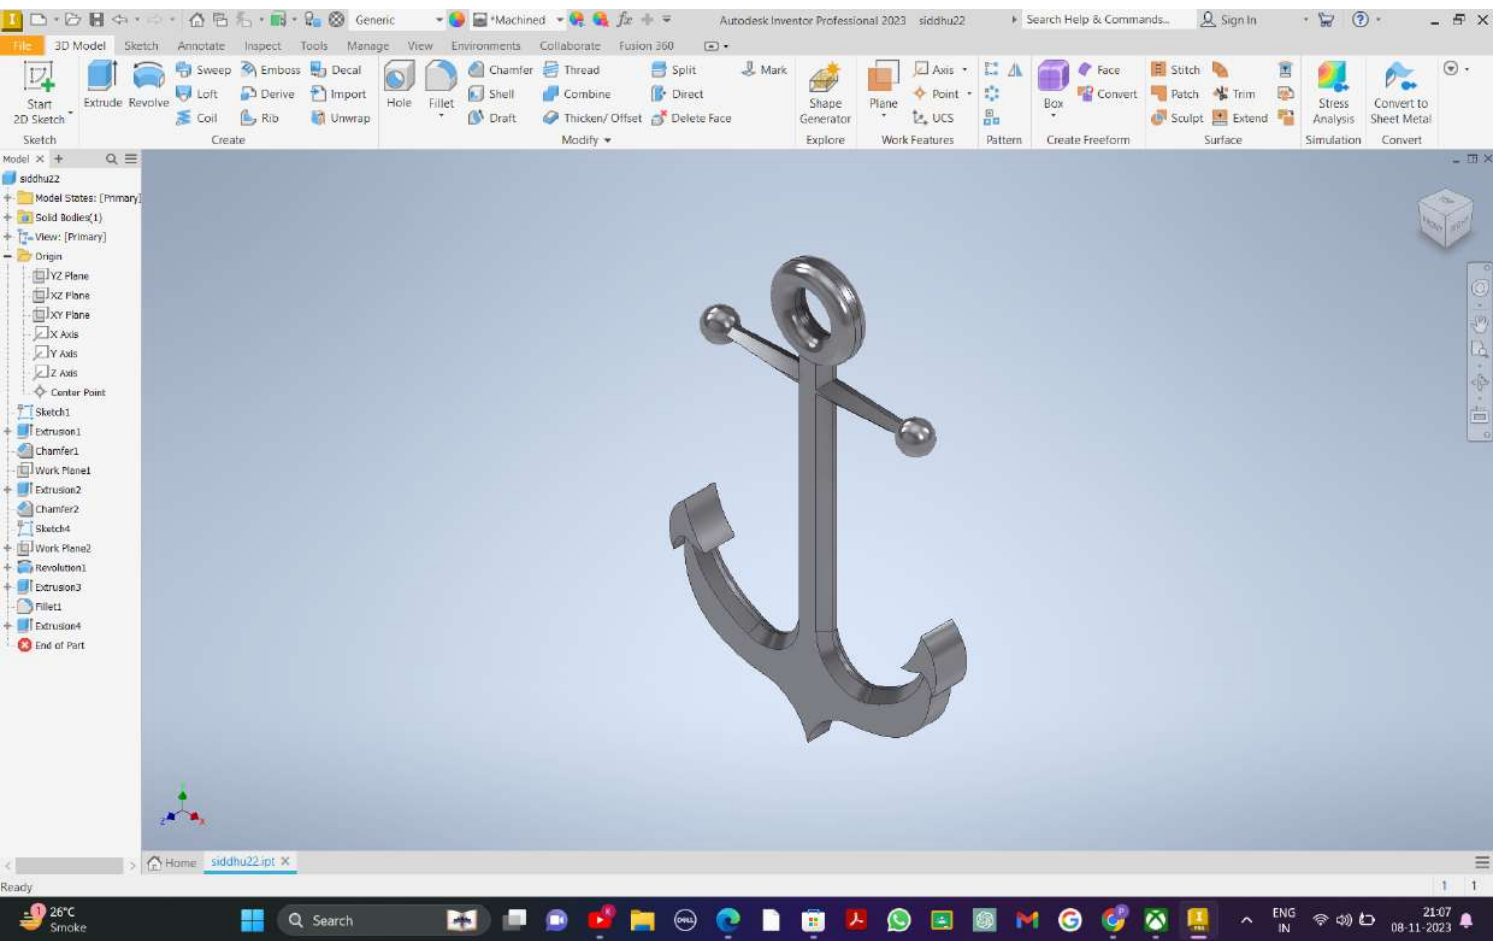 Generic *Machined Autodesk Inventor Professional 2023 siddhu22 Search Help & Commands... Sign In
File 3D Model Sketch Annotate Inspect Tools Manage View Environments Collaborate Fusion 360
Sweep Emboss Decal Chamfer Thread Split Mark Axis Face Stitch
Start 2D Sketch Extrude Revolve Loft Derive Import Hole Fillet Shell Combine Direct Shape Generator Plane Point Box Convert Patch Trim Stress Analysis Convert to Sheet Metal
Coil Rib Unwrap Draft Thicken/ Offset Delete Face UCS Sculpt Extend
Sketch Create Modify Explore Work Features Pattern Create Freeform Surface Simulation Convert
Model × +
siddhu22
Model States: [Primary]
Solid Bodies(1)
View: [Primary]
Origin
YZ Plane
XZ Plane
XY Plane
X Axis
Y Axis
Z Axis
Center Point
Sketch1
Extrusion1
Chamfer1
Work Plane1
Extrusion2
Chamfer2
Sketch4
Work Plane2
Revolution1
Extrusion3
Fillet1
Extrusion4
End of Part
FRONT
Z X
Home siddhu22.ipt ×
Ready 1 1
26°C
Smoke
Search
ENG
IN
21:07
08-11-2023